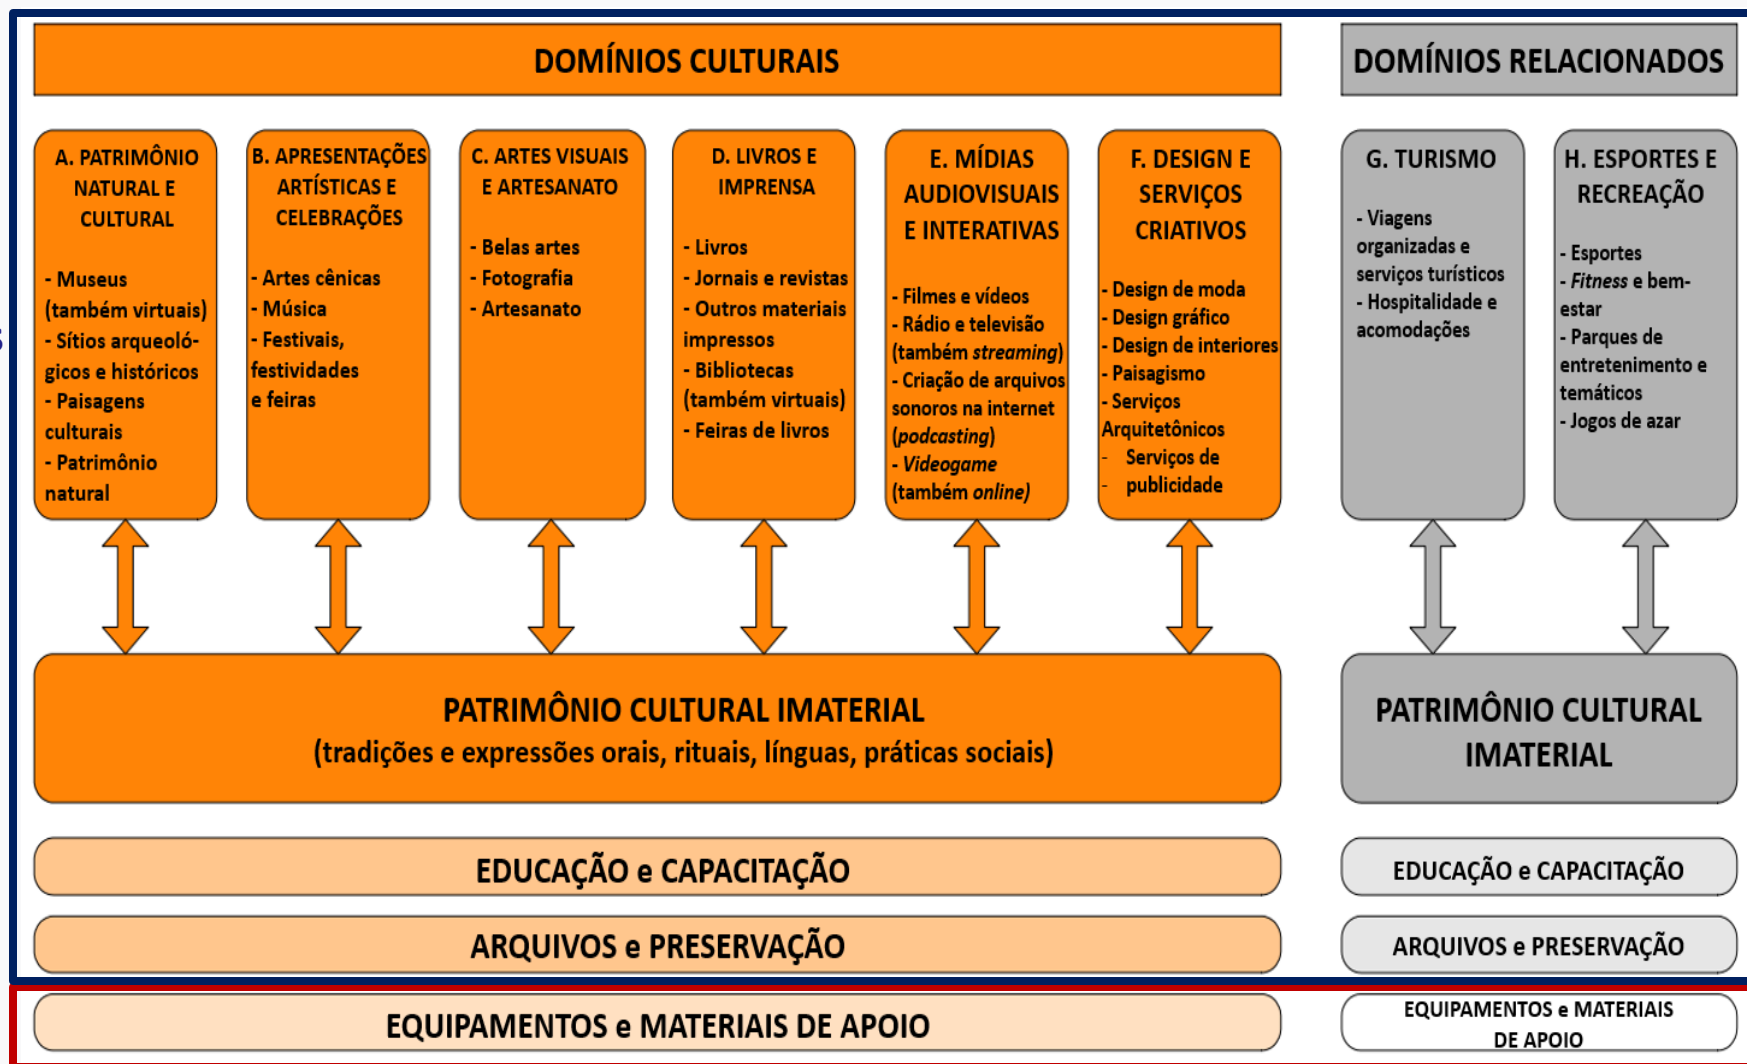 DOMÍNIOS CULTURAIS
DOMÍNIOS RELACIONADOS
A. PATRIMÔNIO
NATURAL E
CULTURAL
- Museus
(também virtuais)
- Sítios arqueoló-
gicos e históricos
- Paisagens
culturais
- Patrimônio
natural
B. APRESENTAÇÕES
ARTÍSTICAS E
CELEBRAÇÕES
- Artes cênicas
- Música
- Festivais,
festividades
e feiras
C. ARTES VISUAIS
E ARTESANATO
- Belas artes
- Fotografia
- Artesanato
D. LIVROS E
IMPRENSA
- Livros
- Jornais e revistas
- Outros materiais
impressos
- Bibliotecas
(também virtuais)
- Feiras de livros
E. MÍDIAS
AUDIOVISUAIS
E INTERATIVAS
- Filmes e vídeos
- Rádio e televisão
(também streaming)
- Criação de arquivos
sonoros na internet
(podcasting)
- Videogame
(também online)
F. DESIGN E
SERVIÇOS
CRIATIVOS
- Design de moda
- Design gráfico
- Design de interiores
- Paisagismo
- Serviços
Arquitetônicos
- Serviços de
- publicidade
G. TURISMO
- Viagens
organizadas e
serviços turísticos
- Hospitalidade e
acomodações
H. ESPORTES E
RECREAÇÃO
- Esportes
- Fitness e bem-
estar
- Parques de
entretenimento e
temáticos
- Jogos de azar
s
PATRIMÔNIO CULTURAL IMATERIAL
(tradições e expressões orais, rituais, línguas, práticas sociais)
PATRIMÔNIO CULTURAL
IMATERIAL
EDUCAÇÃO e CAPACITAÇÃO
EDUCAÇÃO e CAPACITAÇÃO
ARQUIVOS e PRESERVAÇÃO
ARQUIVOS e PRESERVAÇÃO
EQUIPAMENTOS e MATERIAIS DE APOIO
EQUIPAMENTOS e MATERIAIS
DE APOIO